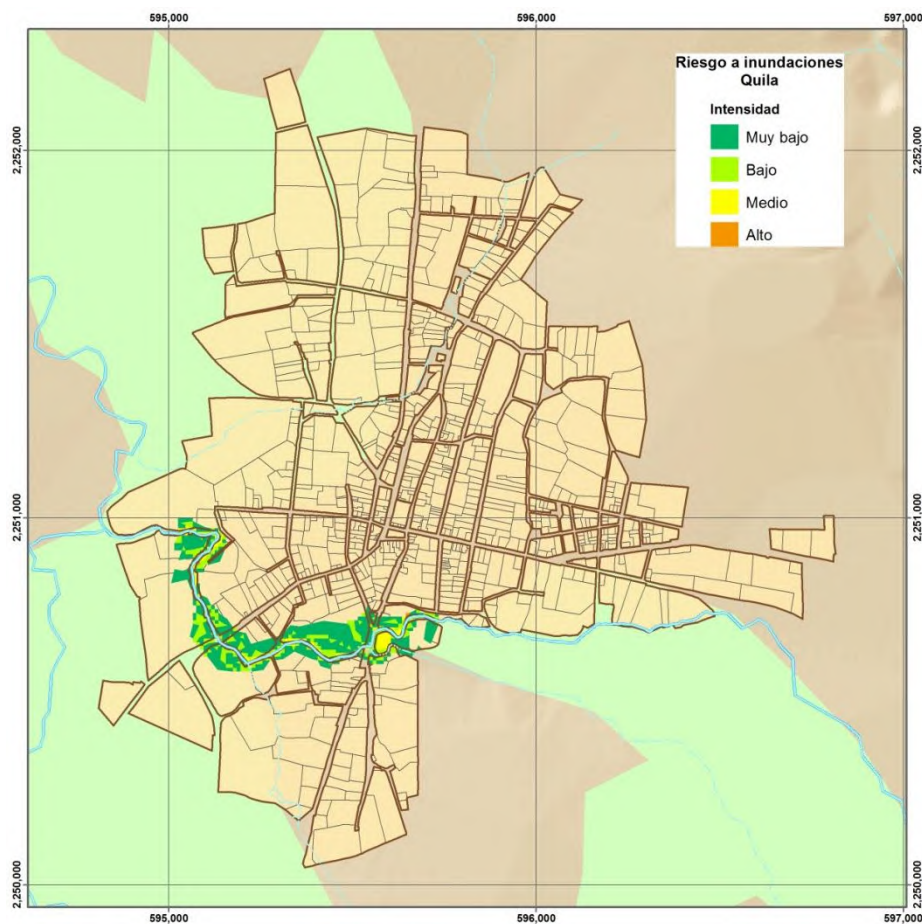 595,000
596,000
597,000
Riesgo a inundaciones
Quila
Intensidad
Muy bajo
Bajo
Medio
Alto
2,252,000
2,252,000
2,251,000
2,251,000
2,250,000
2,250,000
595,000
596,000
597,000